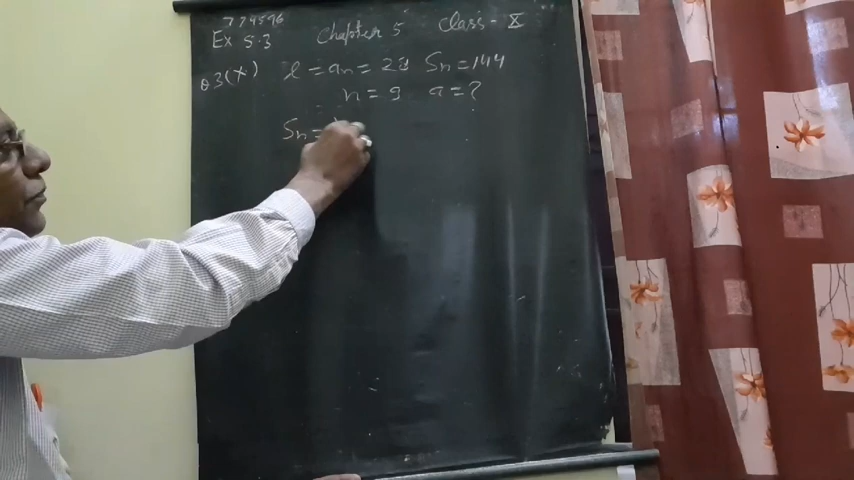 774596
Ex 5.3 Chapter 5 Class - X
Q3(x) l = an = 28 Sn = 144
n = 9 a = ?
Sn =